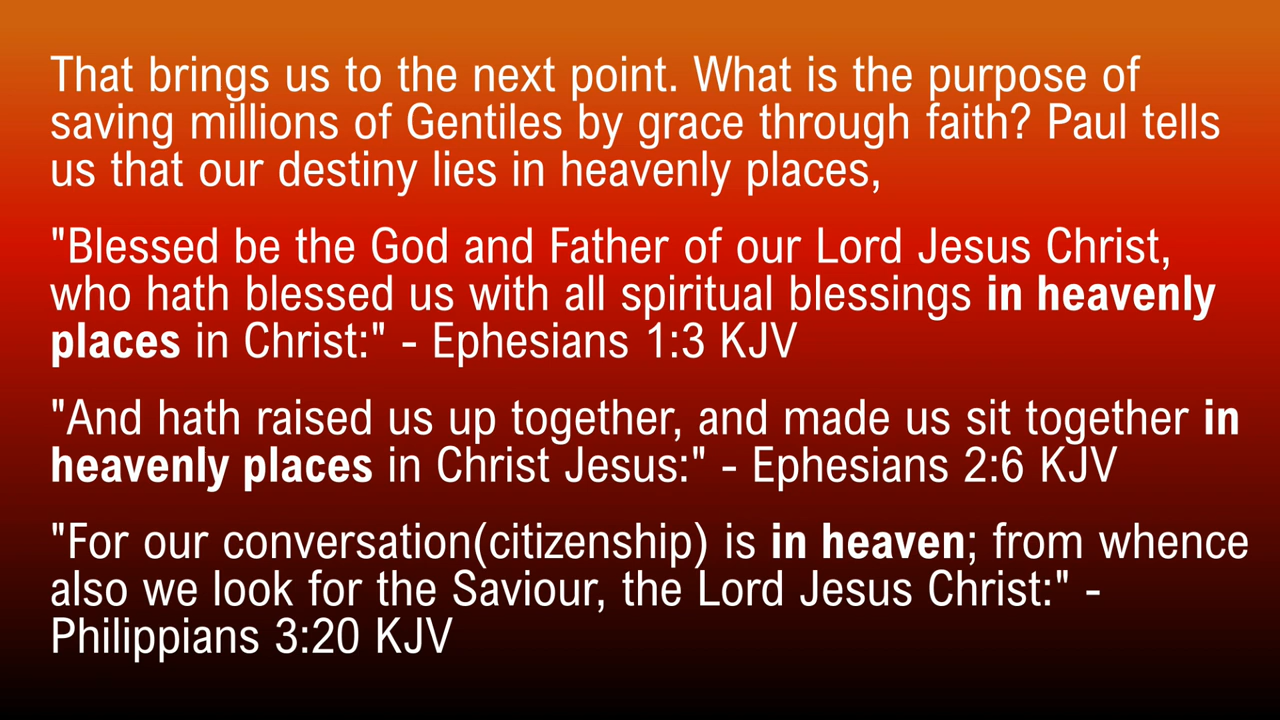 That brings us to the next point. What is the purpose of
saving millions of Gentiles by grace through faith? Paul tells
us that our destiny lies in heavenly places,
"Blessed be the God and Father of our Lord Jesus Christ,
who hath blessed us with all spiritual blessings in heavenly
places in Christ:" - Ephesians 1:3 KJV
"And hath raised us up together, and made us sit together in
heavenly places in Christ Jesus:" - Ephesians 2:6 KJV
"For our conversation(citizenship) is in heaven; from whence
also we look for the Saviour, the Lord Jesus Christ:" -
Philippians 3:20 KJV